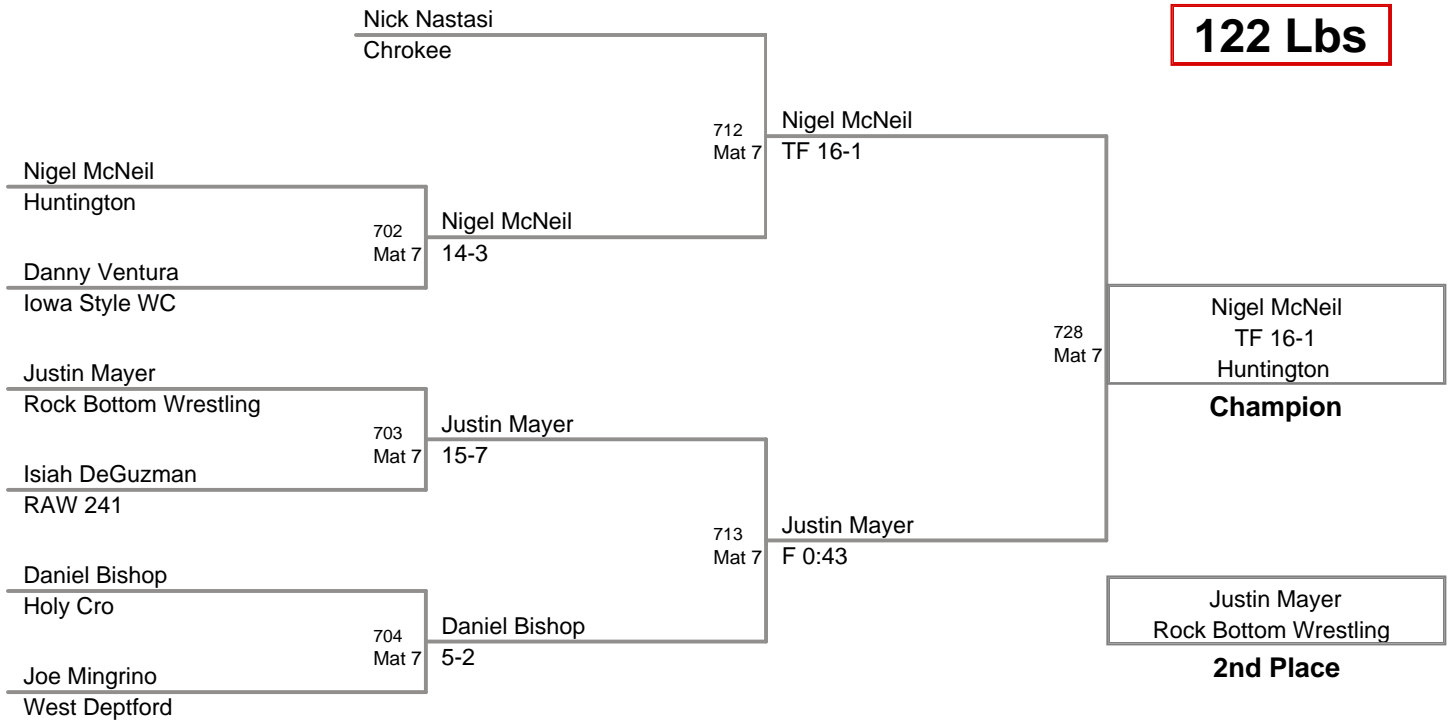 Nick Nastasi
Chrokee
122 Lbs
712
Mat 7
Nigel McNeil
TF 16-1
Nigel McNeil
Huntington
702
Mat 7
Nigel McNeil
14-3
Danny Ventura
Iowa Style WC
728
Mat 7
Nigel McNeil
TF 16-1
Huntington
Champion
Justin Mayer
Rock Bottom Wrestling
703
Mat 7
Justin Mayer
15-7
Isiah DeGuzman
RAW 241
713
Mat 7
Justin Mayer
F 0:43
Daniel Bishop
Holy Cro
704
Mat 7
Daniel Bishop
5-2
Joe Mingrino
West Deptford
Justin Mayer
Rock Bottom Wrestling
2nd Place